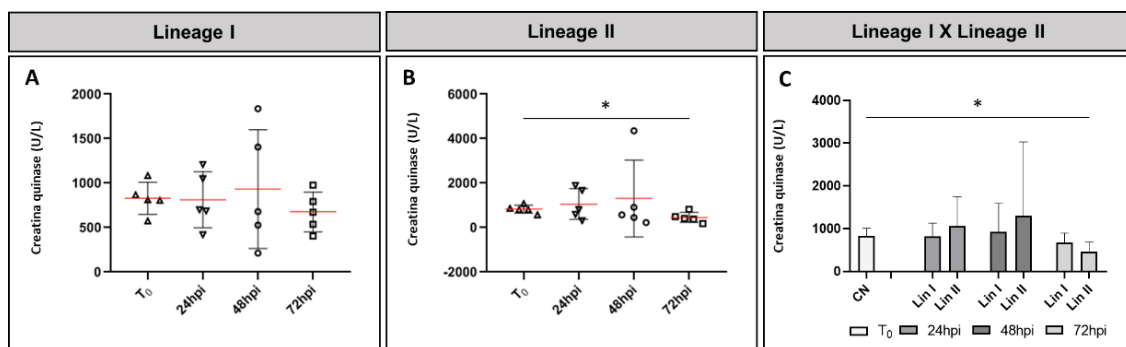 Lineage I
Lineage II
Lineage I X Lineage II
A
Creatina quinase (U/L)
2000
1500
1000
500
0
T0
24hpi
48hpi
72hpi
B
Creatina quinase (U/L)
6000
4000
2000
0
-2000
*
T0
24hpi
48hpi
72hpi
C
Creatina quinase (U/L)
4000
3000
2000
1000
0
*
CN
Lin I
Lin II
Lin I
Lin II
Lin I
Lin II
T0 24hpi 48hpi 72hpi